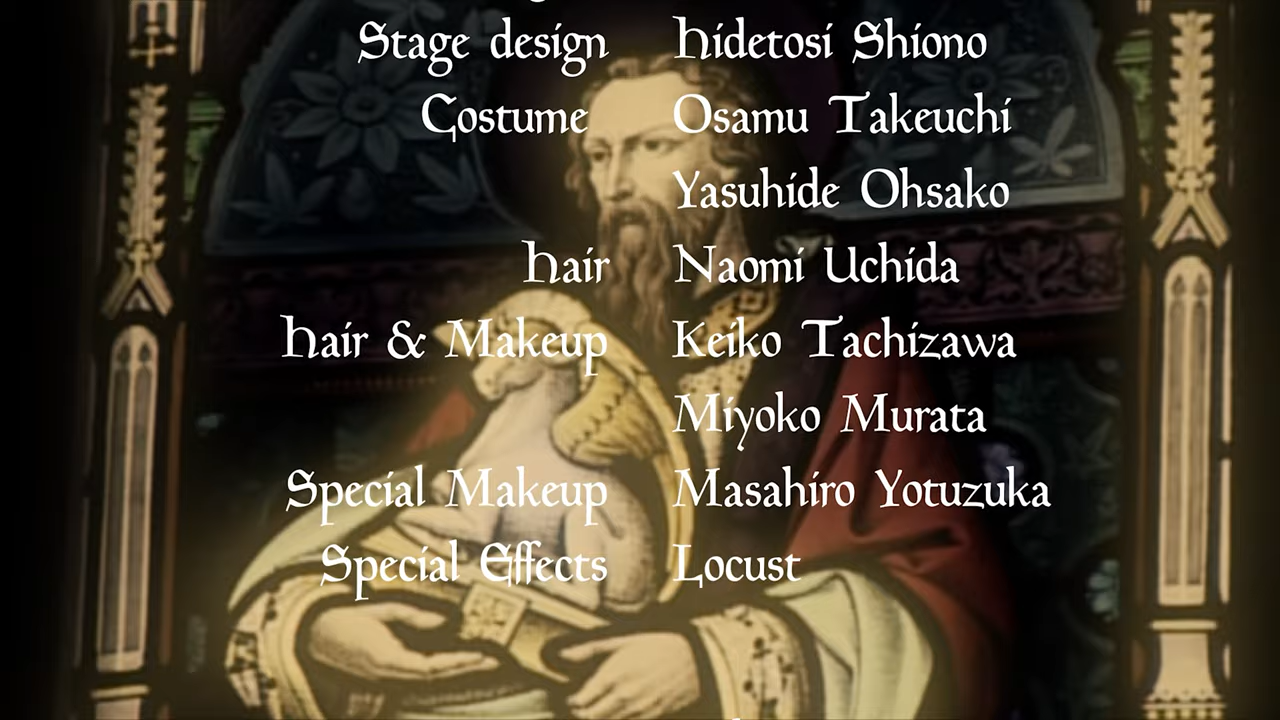 Stage design Hidetosi Shiono
Costume Osamu Takeuchi
Yasuhide Ohsako
Hair Naomi Uchida
Hair & Makeup Keiko Tachizawa
Miyoko Murata
Special Makeup Masahiro Yotuzuka
Special Effects Locust